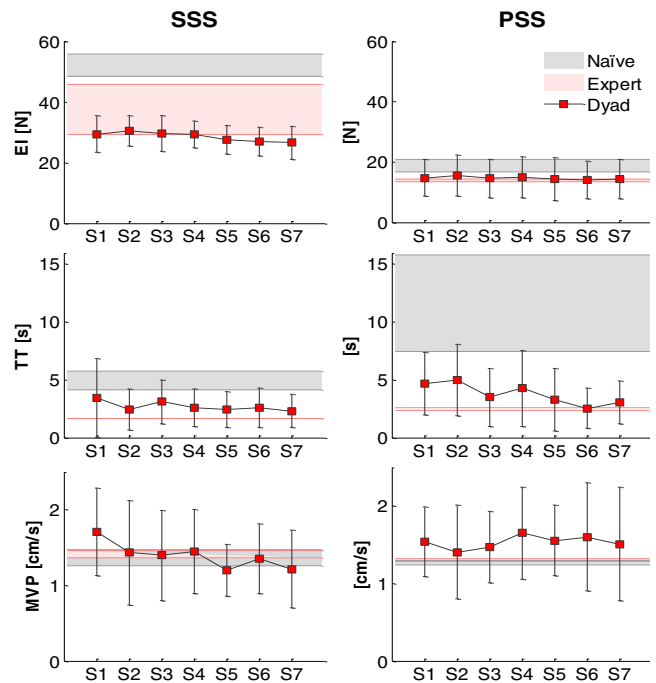 SSS PSS
60
40
20
0
EI [N]
S1 S2 S3 S4 S5 S6 S7
60
40
20
0
[N]
Naïve
Expert
Dyad
S1 S2 S3 S4 S5 S6 S7
15
10
5
0
TT [s]
S1 S2 S3 S4 S5 S6 S7
15
10
5
0
[s]
S1 S2 S3 S4 S5 S6 S7
2
1
0
MVP [cm/s]
S1 S2 S3 S4 S5 S6 S7
2
1
0
[cm/s]
S1 S2 S3 S4 S5 S6 S7